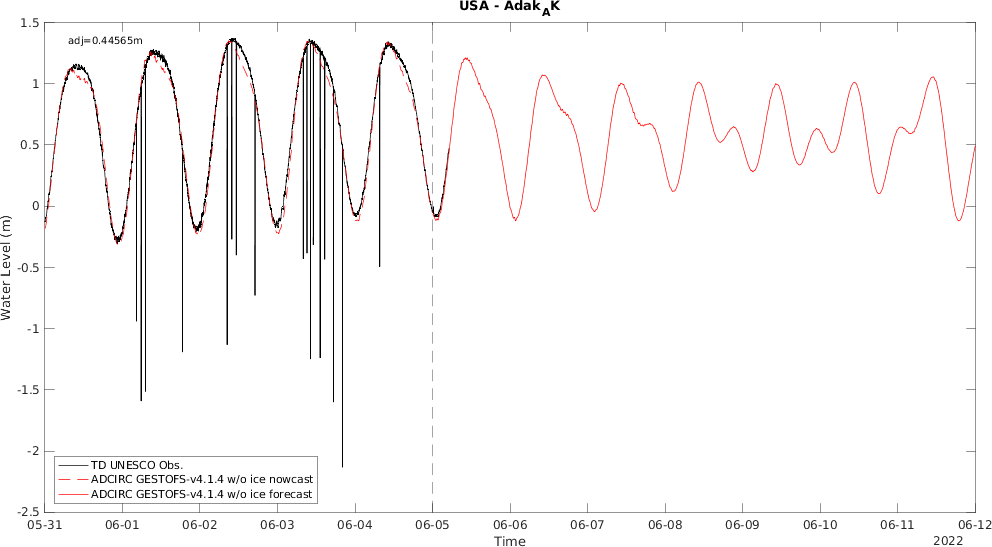 USA - Adak_AK
adj=0.44565m
1.5
1
0.5
0
-0.5
-1
-1.5
-2
-2.5
Water Level (m)
TD UNESCO Obs.
ADCIRC GESTOFS-v4.1.4 w/o ice nowcast
ADCIRC GESTOFS-v4.1.4 w/o ice forecast
05-31 06-01 06-02 06-03 06-04 06-05 06-06 06-07 06-08 06-09 06-10 06-11 06-12
Time
2022